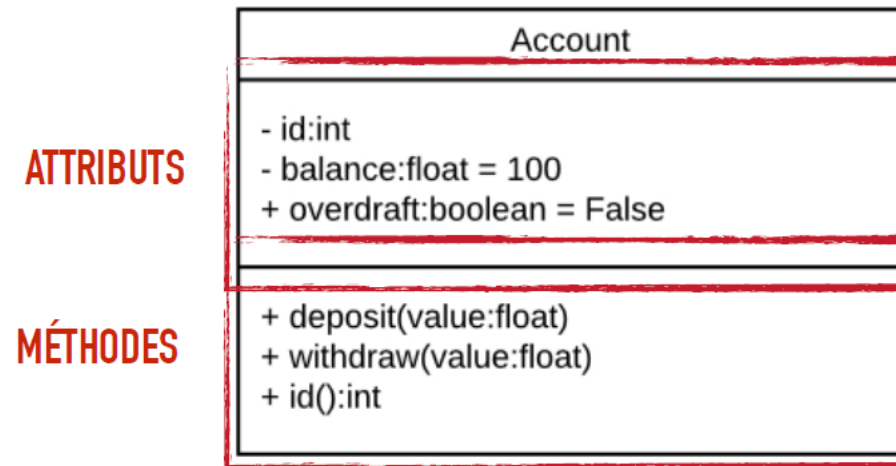 Account
ATTRIBUTS
- id:int
- balance:float = 100
+ overdraft:boolean = False
MÉTHODES
+ deposit(value:float)
+ withdraw(value:float)
+ id():int